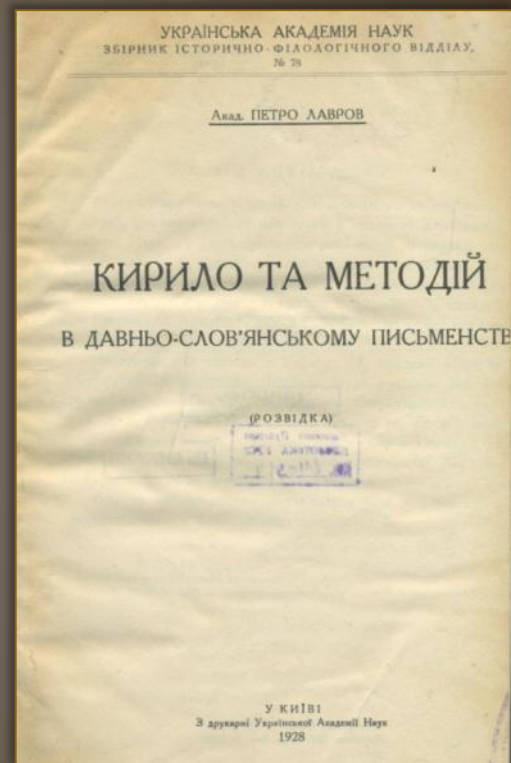 УКРАЇНСЬКА АКАДЕМІЯ НАУК
ЗБІРНИК ІСТОРИЧНО-ФІЛОЛОГІЧНОГО ВІДДІЛУ,
№ 78
Акад. ПЕТРО ЛАВРОВ
КИРИЛО ТА МЕТОДІЙ
В ДАВНЬО-СЛОВ'ЯНСЬКОМУ ПИСЬМЕНСТВ
(РОЗВІДКА)
У КИЇВІ
З друкарні Української Академії Наук
1928